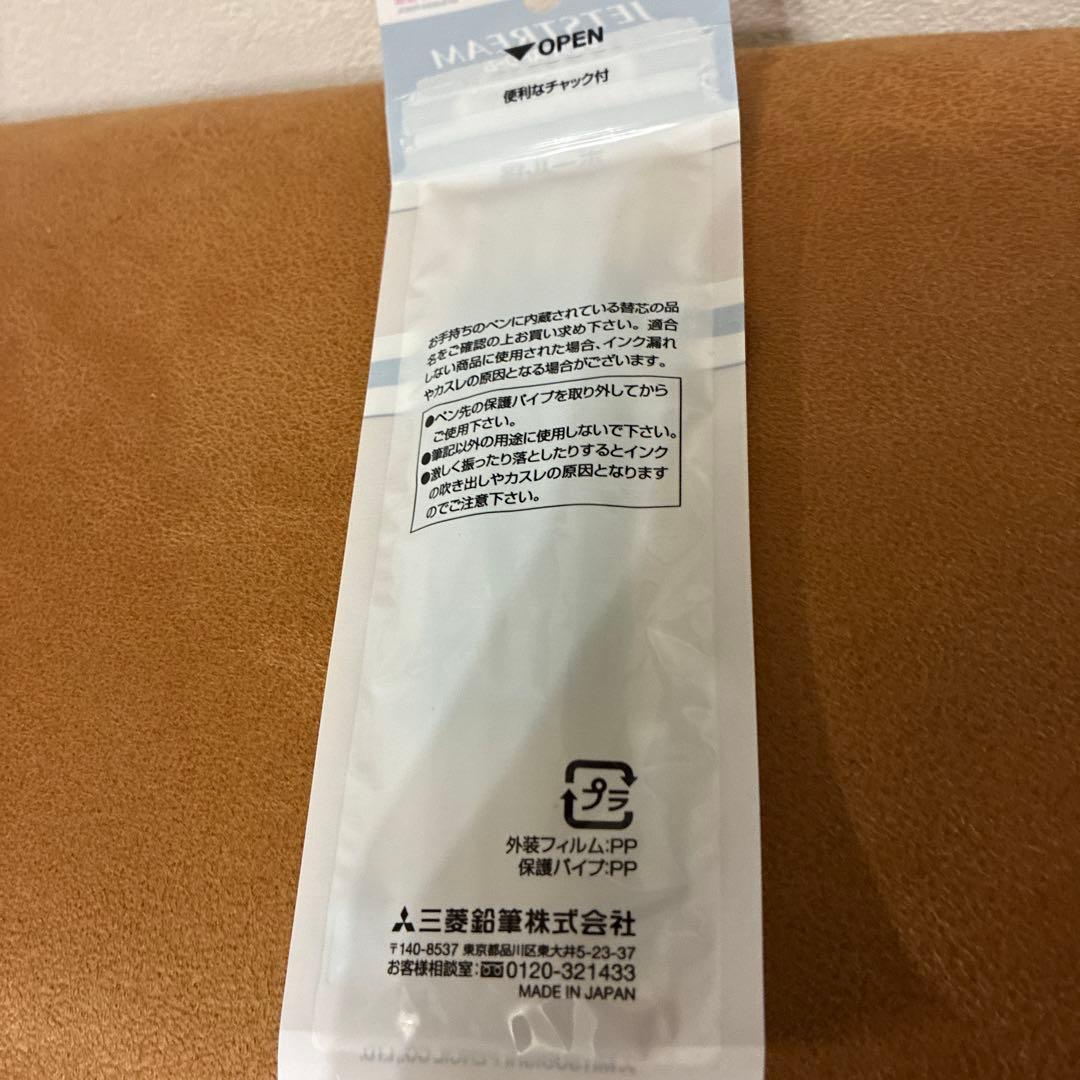 JETSTREAM
▼OPEN
便利なチャック付
お手持ちのペンに内蔵されている替芯の品
名をご確認の上お買い求め下さい。適合
しない商品に使用された場合、インク漏れ
やカスレの原因となる場合がございます。
●ペン先の保護パイプを取り外してから
ご使用下さい。
●筆記以外の用途に使用しないで下さい。
●激しく振ったり落としたりするとインク
の吹き出しやカスレの原因となります
のでご注意下さい。
プラ
外装フィルム:PP
保護パイプ:PP
三菱鉛筆株式会社
〒140-8537 東京都品川区東大井5-23-37
お客様相談室:0120-321433
MADE IN JAPAN